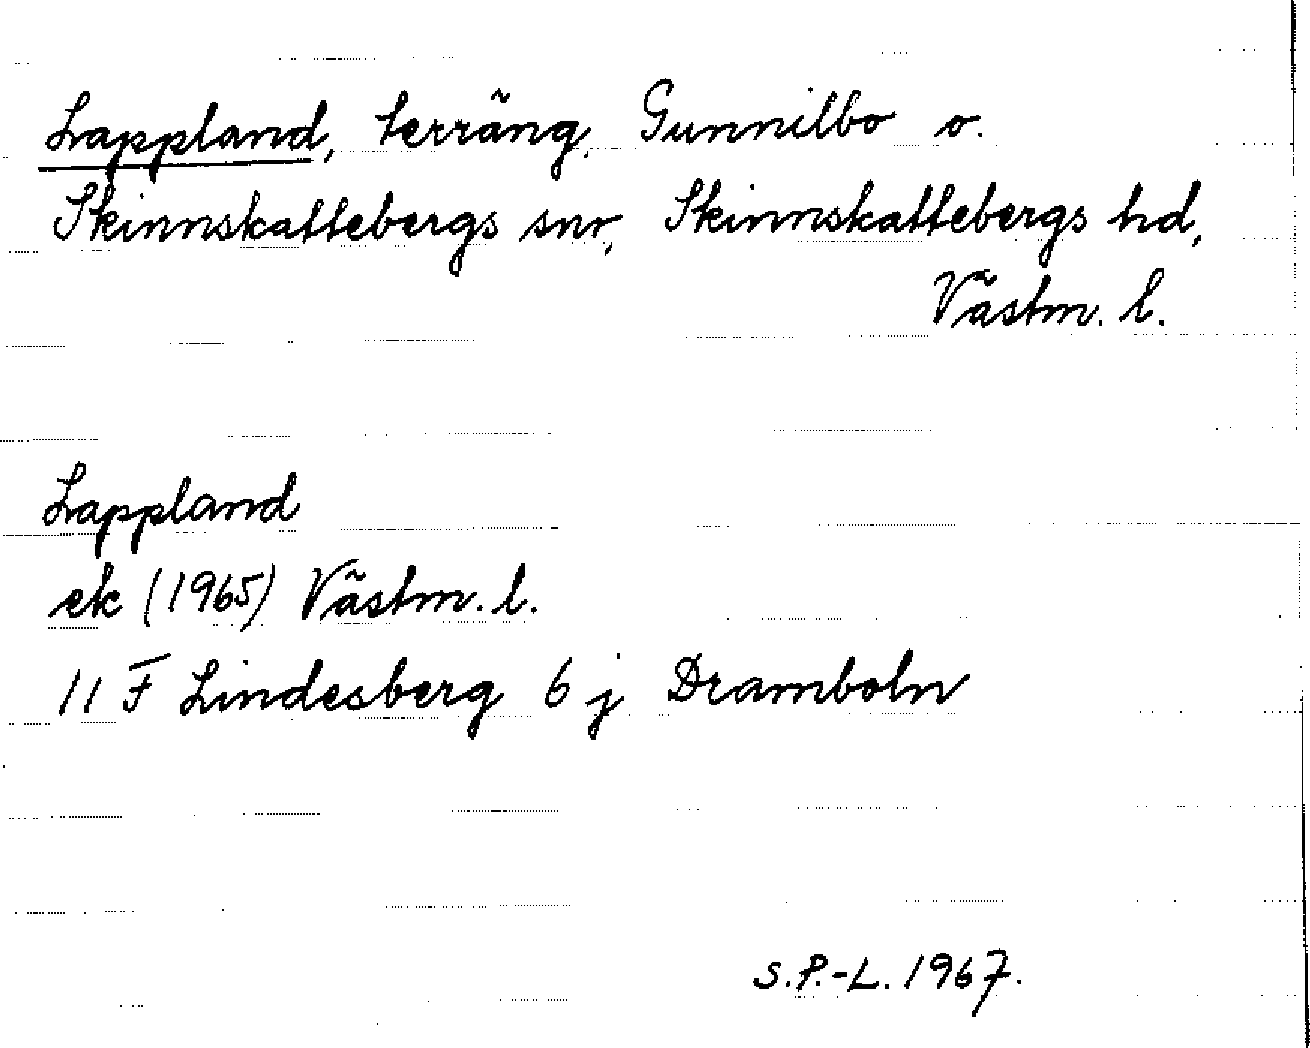 Lappland, terräng, Gunnilbo o.
Skinnskattebergs snr, Skinnskattebergs hd,
Västm. l.
Lappland
ek (1965) Västm. l.
11 F Lindesberg 6 j Dramboln
S.P.-L. 1967.